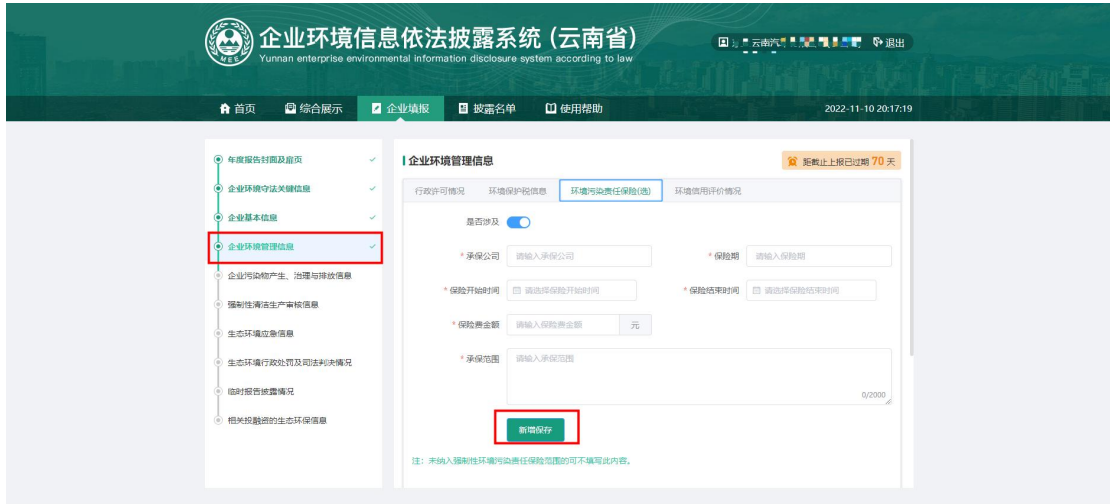 企业环境信息依法披露系统 (云南省)
Yunnan enterprise environmental information disclosure system according to law
MEE
云南汽
退出
首页 综合展示 企业填报 披露名单 使用帮助 2022-11-10 20:17:19
年度报告封面及扉页
企业环境守法关键信息
企业基本信息
企业环境管理信息
企业污染物产生、治理与排放信息
强制性清洁生产审核信息
生态环境应急信息
生态环境行政处罚及司法判决情况
临时报告披露情况
相关投融资的生态环保信息
企业环境管理信息 距截止上报已过期 70 天
行政许可情况 环境保护税信息 环境污染责任保险(选) 环境信用评价情况
是否涉及
* 承保公司 请输入承保公司 * 保险期 请输入保险期
* 保险开始时间 请选择保险开始时间 * 保险结束时间 请选择保险结束时间
* 保险费金额 请输入保险费金额 元
* 承保范围 请输入承保范围
0/2000
新增保存
注：未纳入强制性环境污染责任保险范围的可不填写此内容。